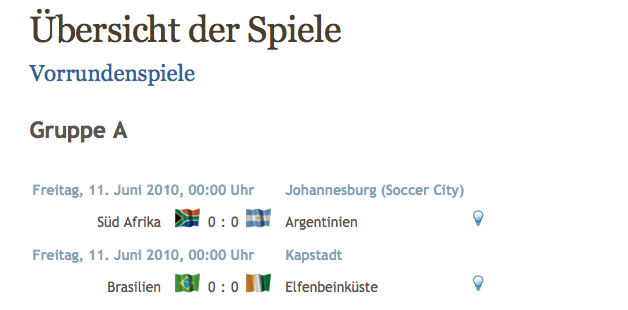 Übersicht der Spiele
Vorrundenspiele
Gruppe A
Freitag, 11. Juni 2010, 00:00 Uhr Johannesburg (Soccer City)
Süd Afrika 0 : 0 Argentinien
Freitag, 11. Juni 2010, 00:00 Uhr Kapstadt
Brasilien 0 : 0 Elfenbeinküste